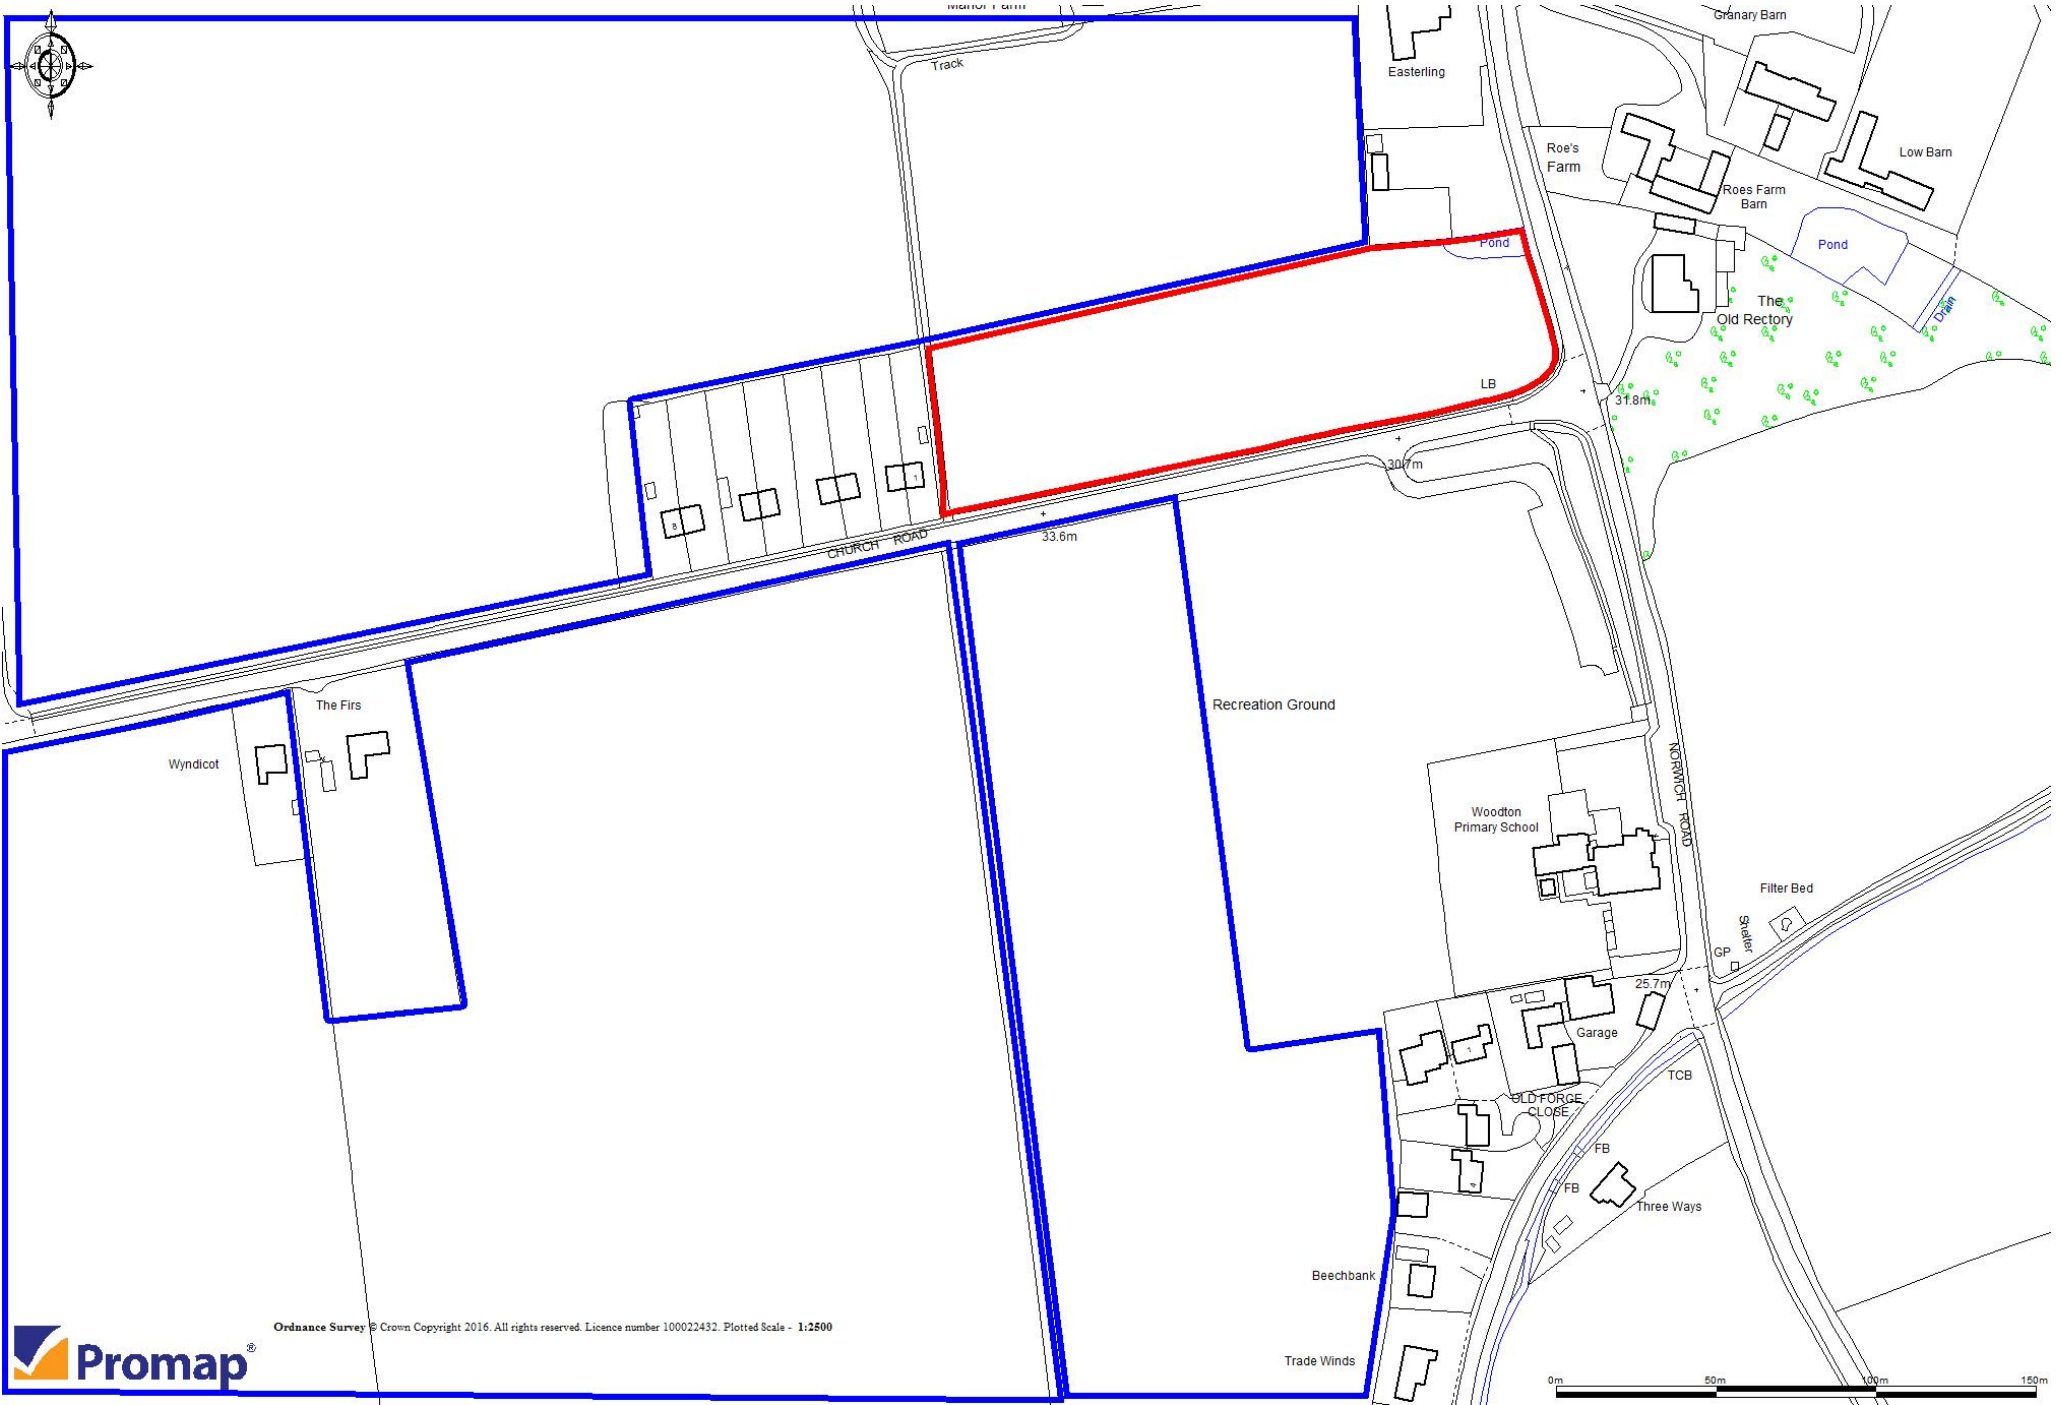 Manor Farm
Granary Barn
Track
Easterling
Roe's
Farm
Low Barn
Roes Farm
Barn
Pond
Pond
The
Old Rectory
Drain
LB
31.8m
30.7m
1
8
CHURCH ROAD
33.6m
The Firs
Recreation Ground
Wyndicot
NORWICH ROAD
Woodton
Primary School
Filter Bed
Shelter
GP
25.7m
Garage
1
TCB
OLD FORGE
CLOSE
FB
4
FB
Three Ways
Beechbank
Ordnance Survey © Crown Copyright 2016. All rights reserved. Licence number 100022432. Plotted Scale - 1:2500
Promap®
Trade Winds
0m 50m 100m 150m